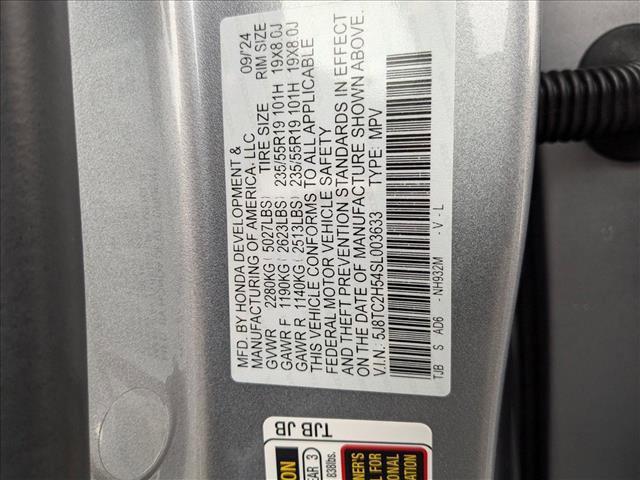 MFD. BY HONDA DEVELOPMENT & 09/'24
MANUFACTURING OF AMERICA, LLC
TIRE SIZE RIM SIZE
GVWR 2280KG( 5027LBS)
GAWR F 1190KG( 2623LBS) 235/55R19 101H 19X8.0J
GAWR R 1140KG( 2513LBS) 235/55R19 101H 19X8.0J
THIS VEHICLE CONFORMS TO ALL APPLICABLE
FEDERAL MOTOR VEHICLE SAFETY
AND THEFT PREVENTION STANDARDS IN EFFECT
ON THE DATE OF MANUFACTURE SHOWN ABOVE.
V.I.N.: 5J8TC2H54SL003633 TYPE: MPV
TJB S AD6 - NH932M - V - L
TJB JB
EAR 3
838lbs.